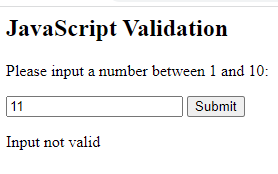 JavaScript Validation
Please input a number between 1 and 10:
11 Submit
Input not valid